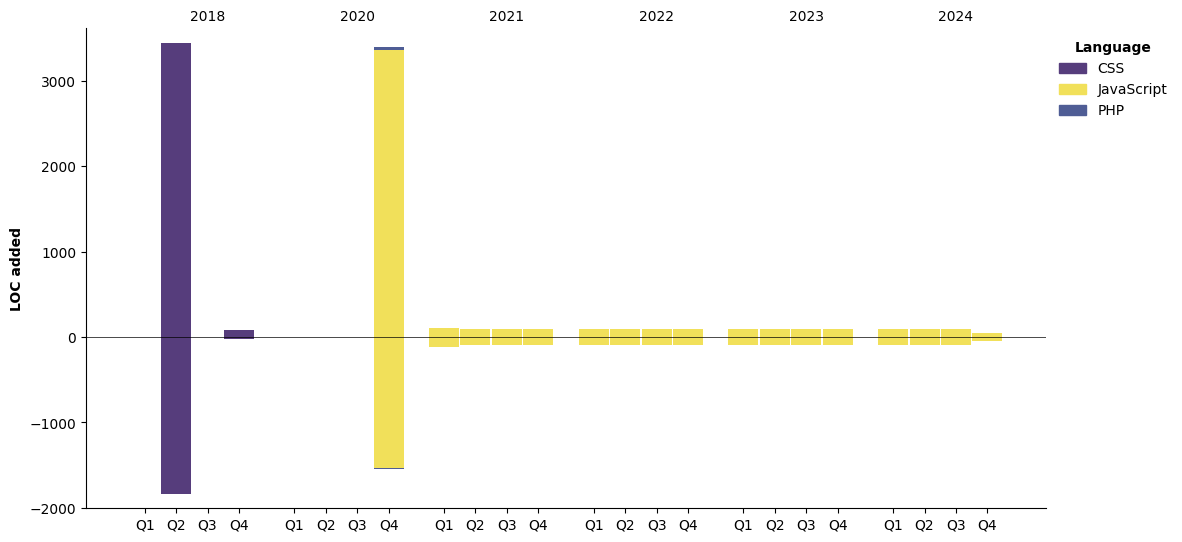 2018 2020 2021 2022 2023 2024
Language
CSS
JavaScript
PHP
LOC added
3000
2000
1000
0
−1000
−2000
Q1 Q2 Q3 Q4 Q1 Q2 Q3 Q4 Q1 Q2 Q3 Q4 Q1 Q2 Q3 Q4 Q1 Q2 Q3 Q4 Q1 Q2 Q3 Q4